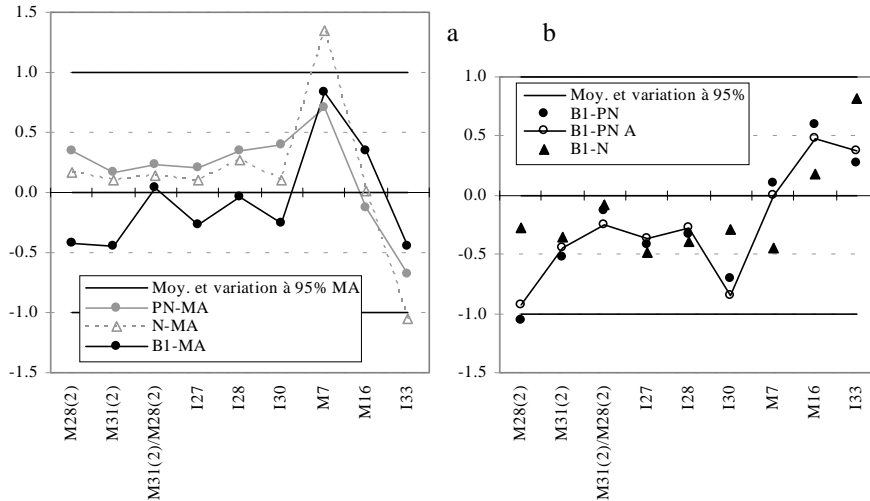 a
b
1.5
1.0
0.5
0.0
-0.5
-1.0
-1.5
Moy. et variation à 95% MA
PN-MA
N-MA
B1-MA
M28(2)
M31(2)
M31(2)/M28(2)
I27
I28
I30
M7
M16
I33
1.0
0.5
0.0
-0.5
-1.0
-1.5
Moy. et variation à 95%
B1-PN
B1-PN A
B1-N
M28(2)
M31(2)
M31(2)/M28(2)
I27
I28
I30
M7
M16
I33